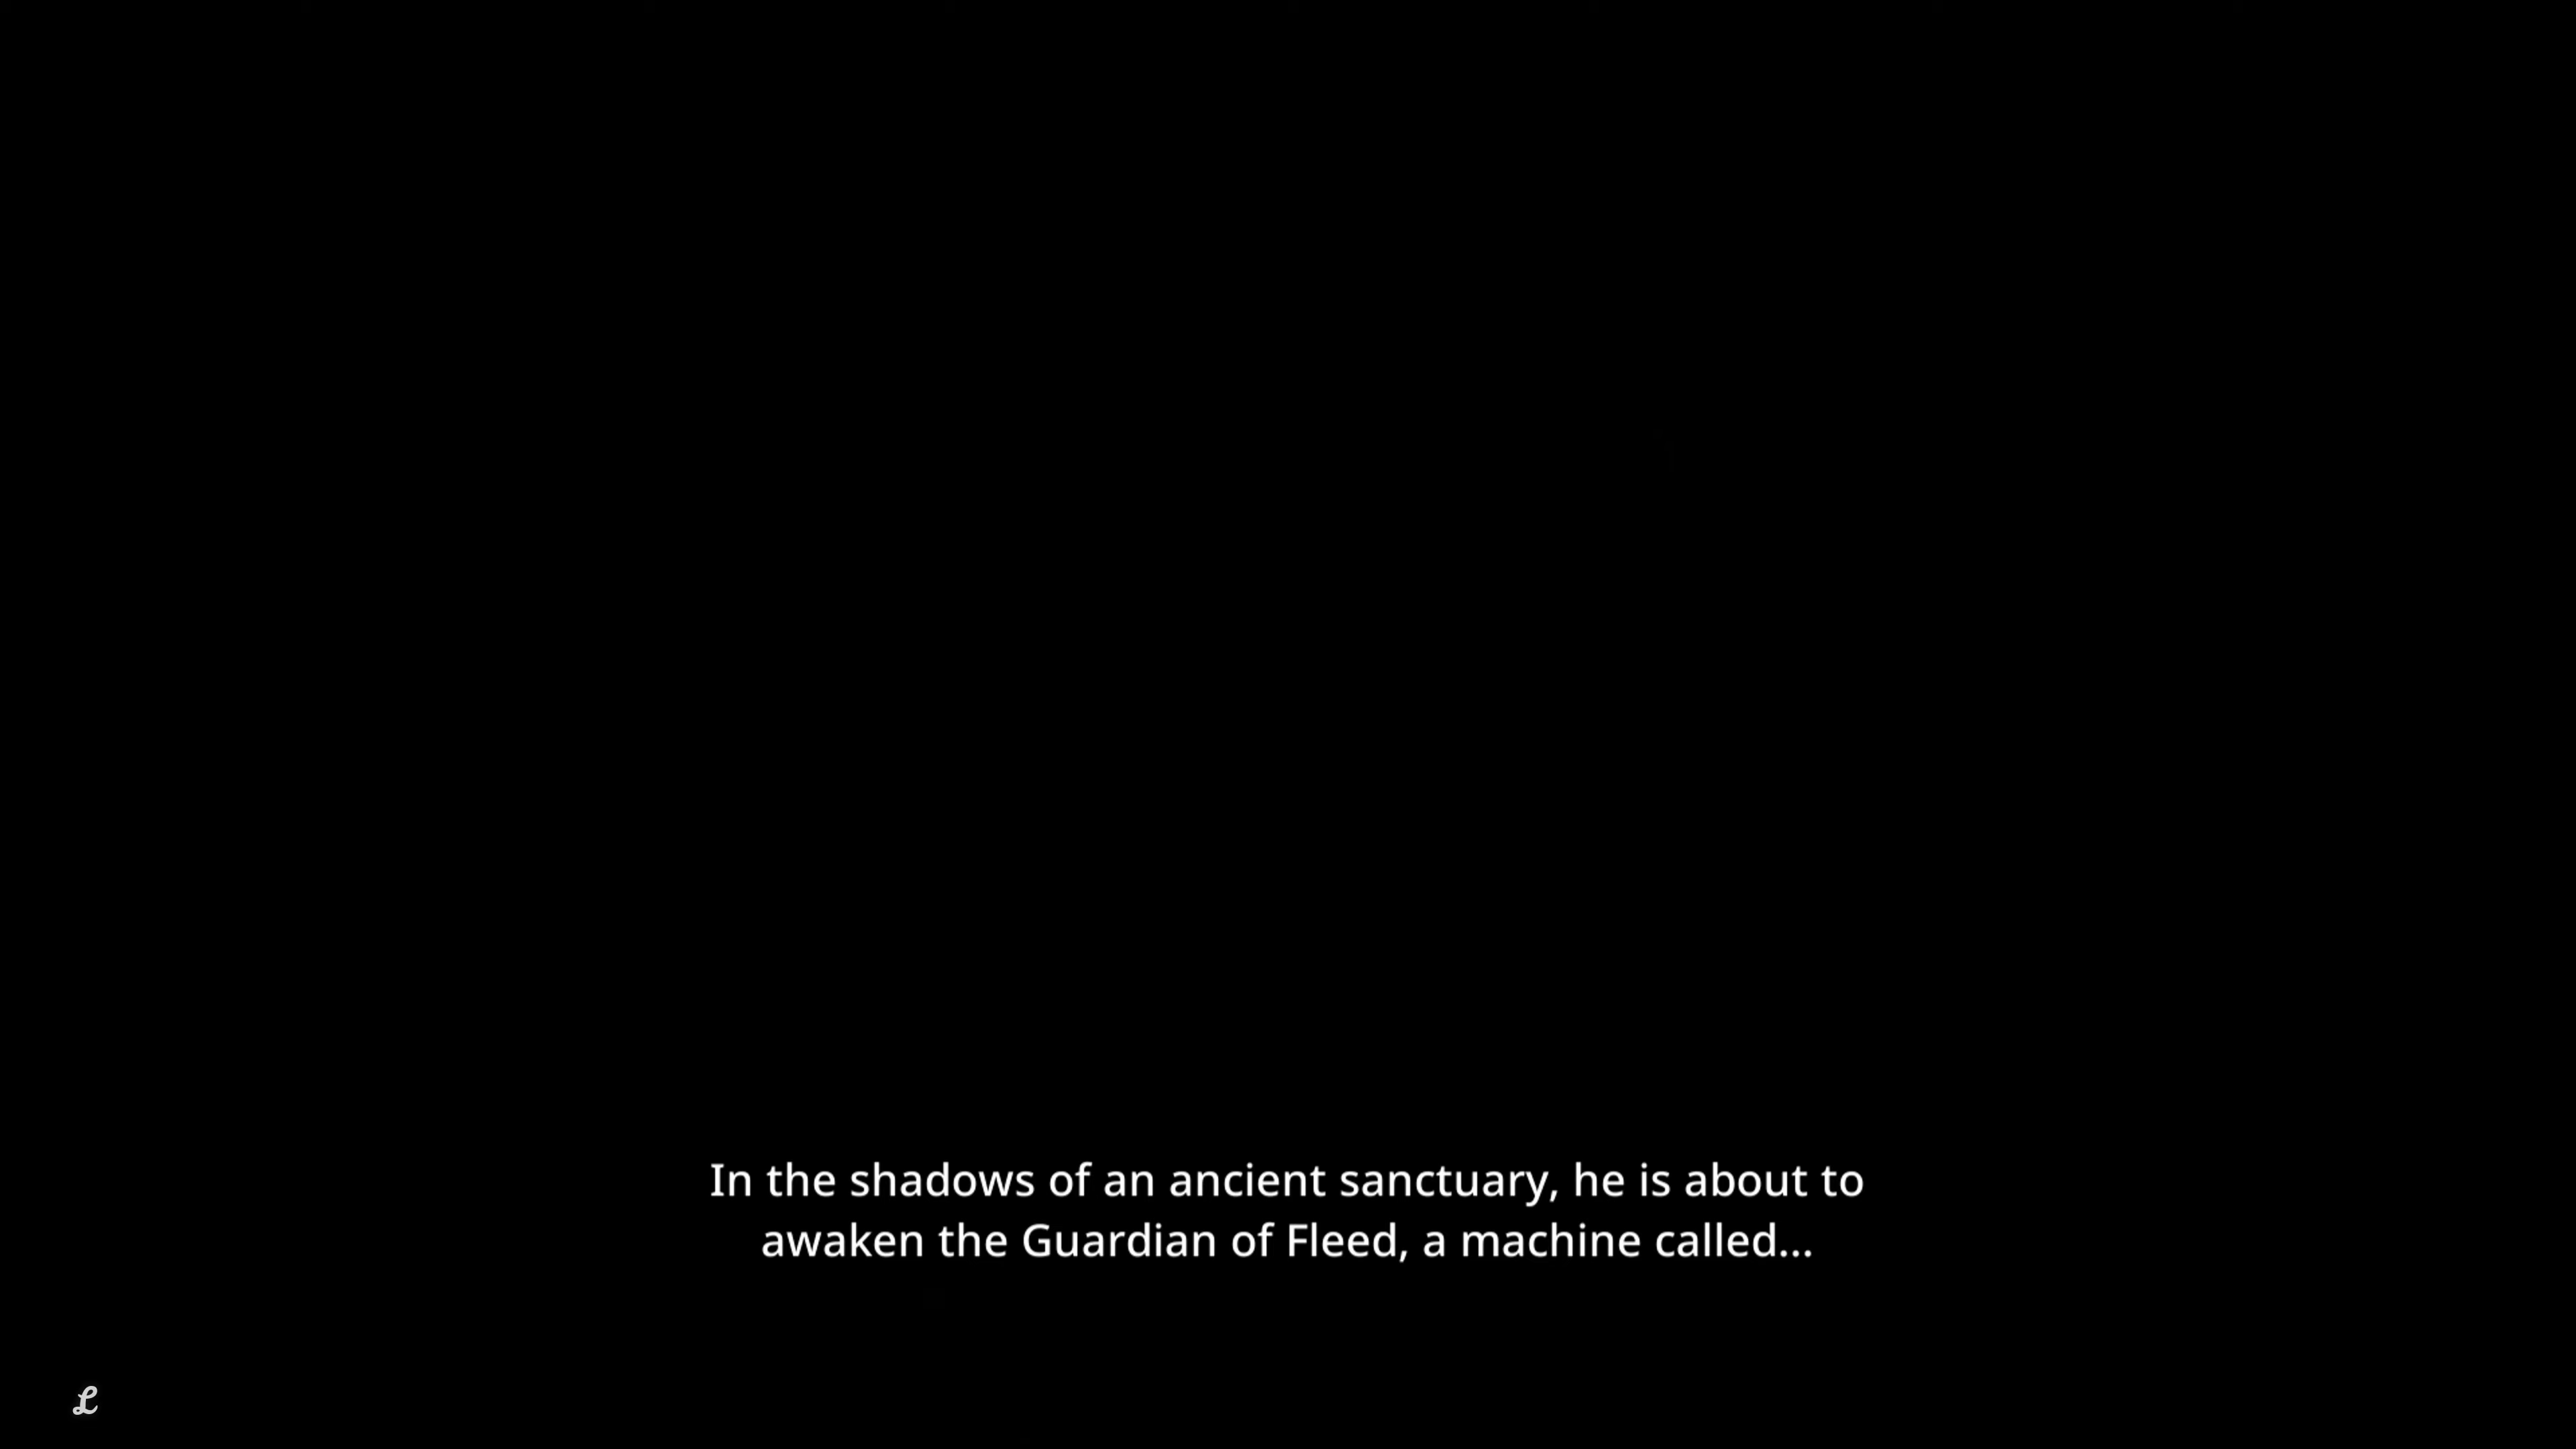 In the shadows of an ancient sanctuary, he is about to
awaken the Guardian of Fleed, a machine called...
L